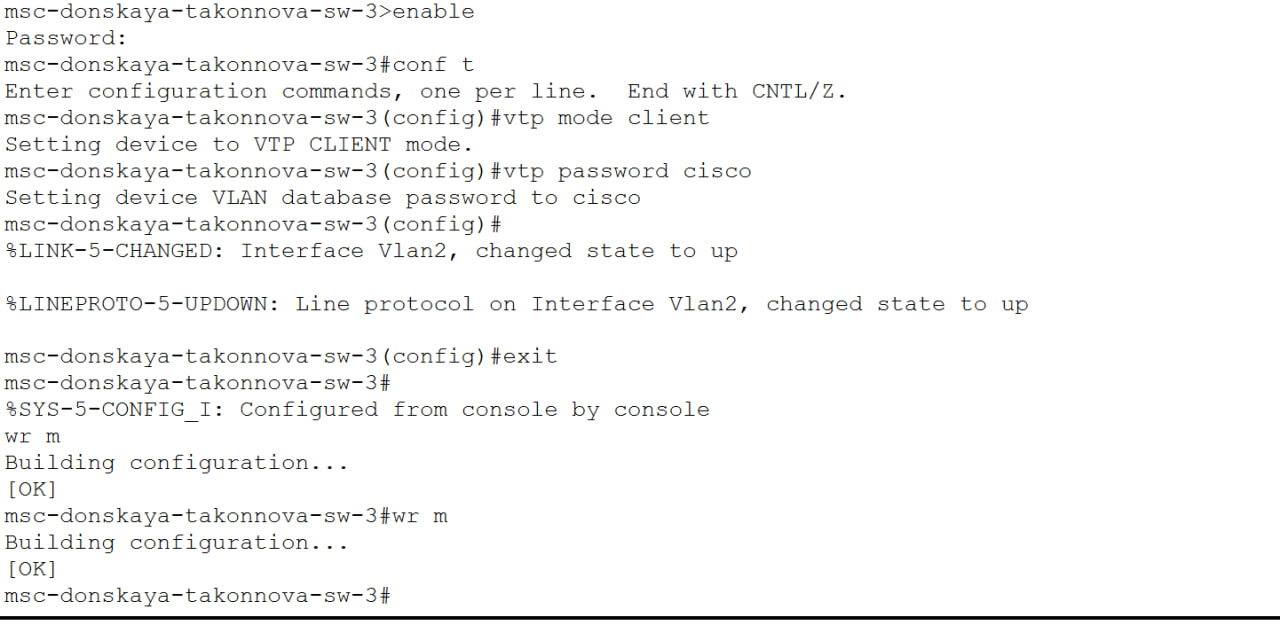 msc-donskaya-takonnova-sw-3>enable
Password:
msc-donskaya-takonnova-sw-3#conf t
Enter configuration commands, one per line.  End with CNTL/Z.
msc-donskaya-takonnova-sw-3(config)#vtp mode client
Setting device to VTP CLIENT mode.
msc-donskaya-takonnova-sw-3(config)#vtp password cisco
Setting device VLAN database password to cisco
msc-donskaya-takonnova-sw-3(config)#
%LINK-5-CHANGED: Interface Vlan2, changed state to up
%LINEPROTO-5-UPDOWN: Line protocol on Interface Vlan2, changed state to up
msc-donskaya-takonnova-sw-3(config)#exit
msc-donskaya-takonnova-sw-3#
%SYS-5-CONFIG_I: Configured from console by console
wr m
Building configuration...
[OK]
msc-donskaya-takonnova-sw-3#wr m
Building configuration...
[OK]
msc-donskaya-takonnova-sw-3#